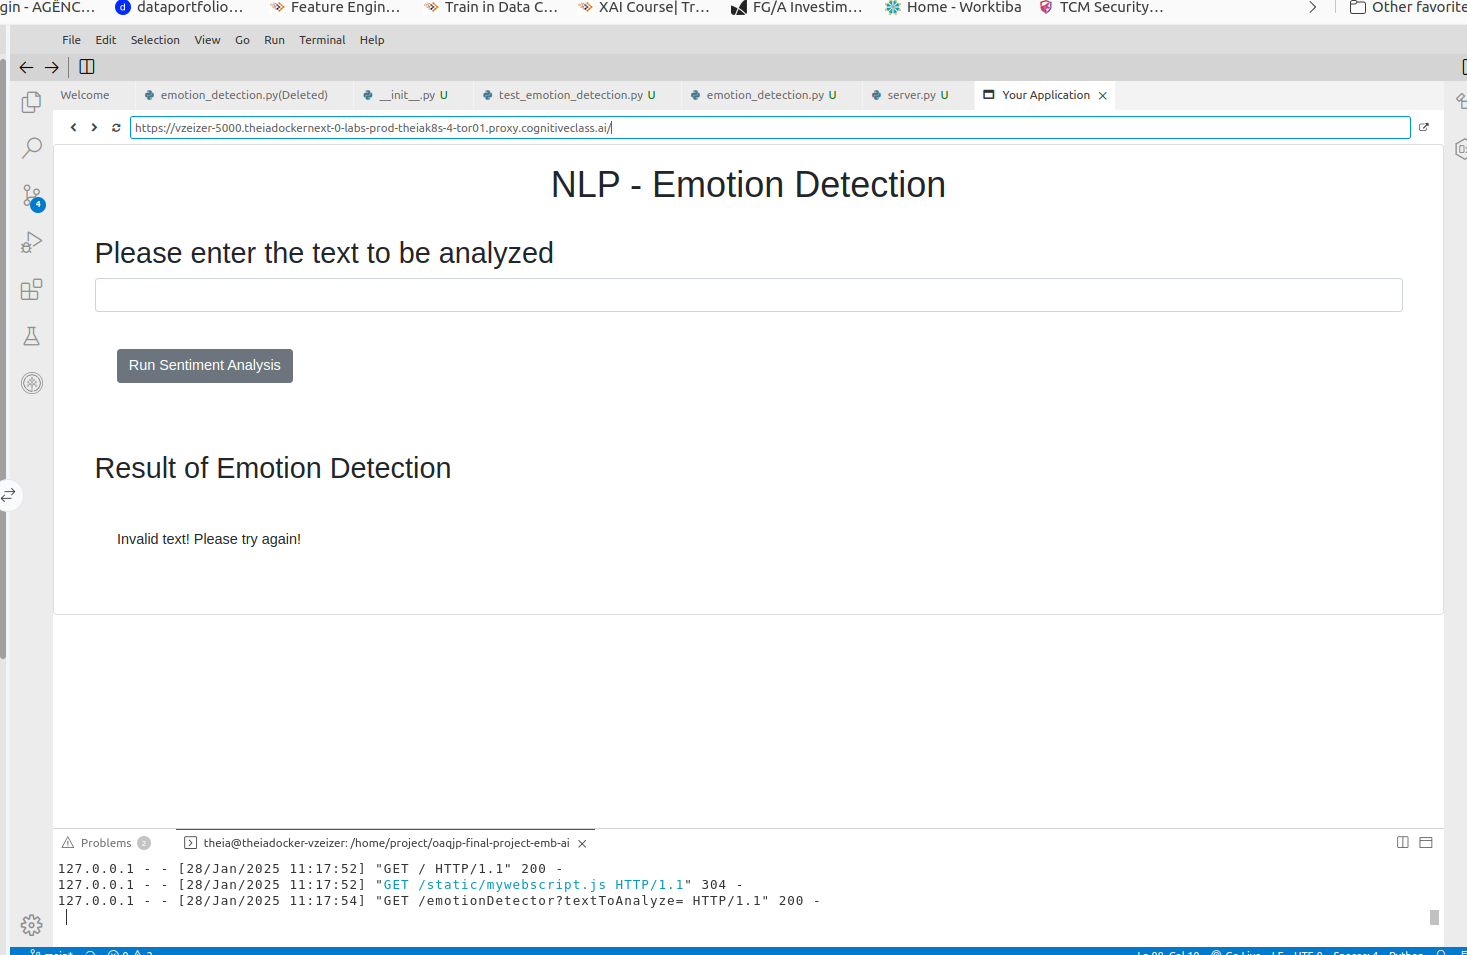 gin - AGÊNC... dataportfolio... Feature Engin... Train in Data C... XAI Course| Tr... FG/A Investim... Home - Worktiba TCM Security... Other favorite
File Edit Selection View Go Run Terminal Help
Welcome emotion_detection.py(Deleted) __init__.py U test_emotion_detection.py U emotion_detection.py U server.py U Your Application
https://vzeizer-5000.theiadockernext-0-labs-prod-theiak8s-4-tor01.proxy.cognitiveclass.ai/
4
NLP - Emotion Detection
Please enter the text to be analyzed
Run Sentiment Analysis
Result of Emotion Detection
Invalid text! Please try again!
Problems 2 theia@theiadocker-vzeizer: /home/project/oaqjp-final-project-emb-ai
127.0.0.1 - - [28/Jan/2025 11:17:52] "GET / HTTP/1.1" 200 -
127.0.0.1 - - [28/Jan/2025 11:17:52] "GET /static/mywebscript.js HTTP/1.1" 304 -
127.0.0.1 - - [28/Jan/2025 11:17:54] "GET /emotionDetector?textToAnalyze= HTTP/1.1" 200 -